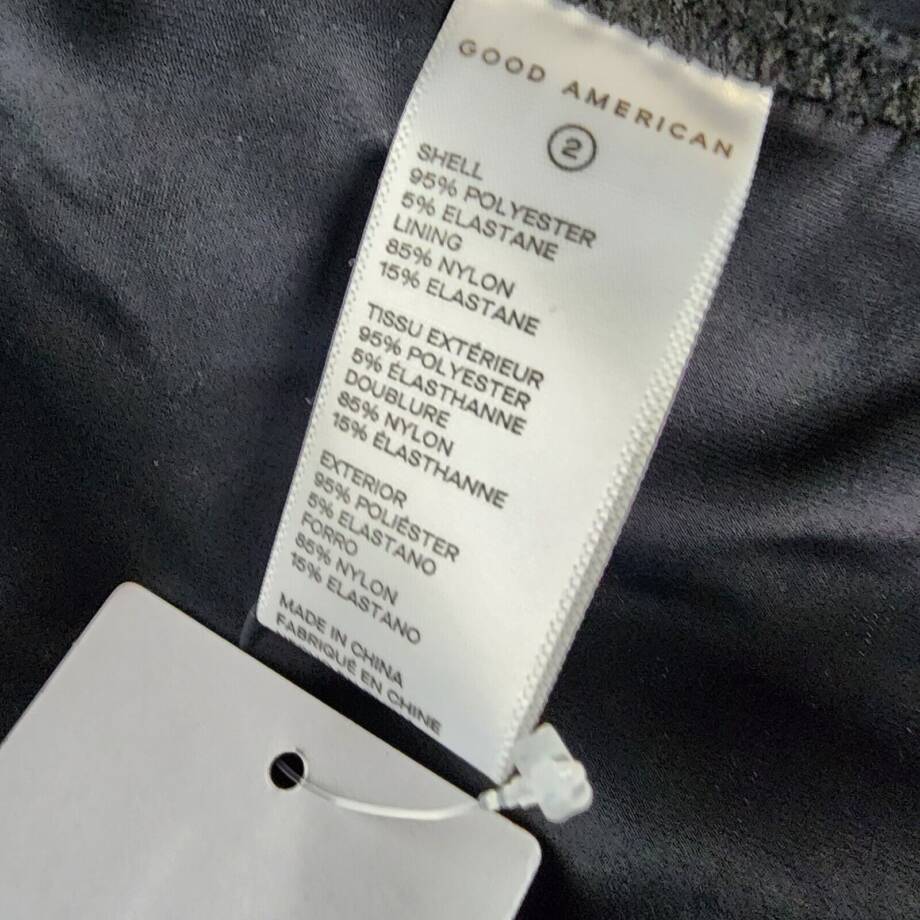 GOOD AMERICAN
2
SHELL
95% POLYESTER
5% ELASTANE
LINING
85% NYLON
15% ELASTANE
TISSU EXTÉRIEUR
95% POLYESTER
5% ÉLASTHANNE
DOUBLURE
85% NYLON
15% ÉLASTHANNE
EXTERIOR
95% POLIÉSTER
5% ELASTANO
FORRO
85% NYLON
15% ELASTANO
MADE IN CHINA
FABRIQUÉ EN CHINE